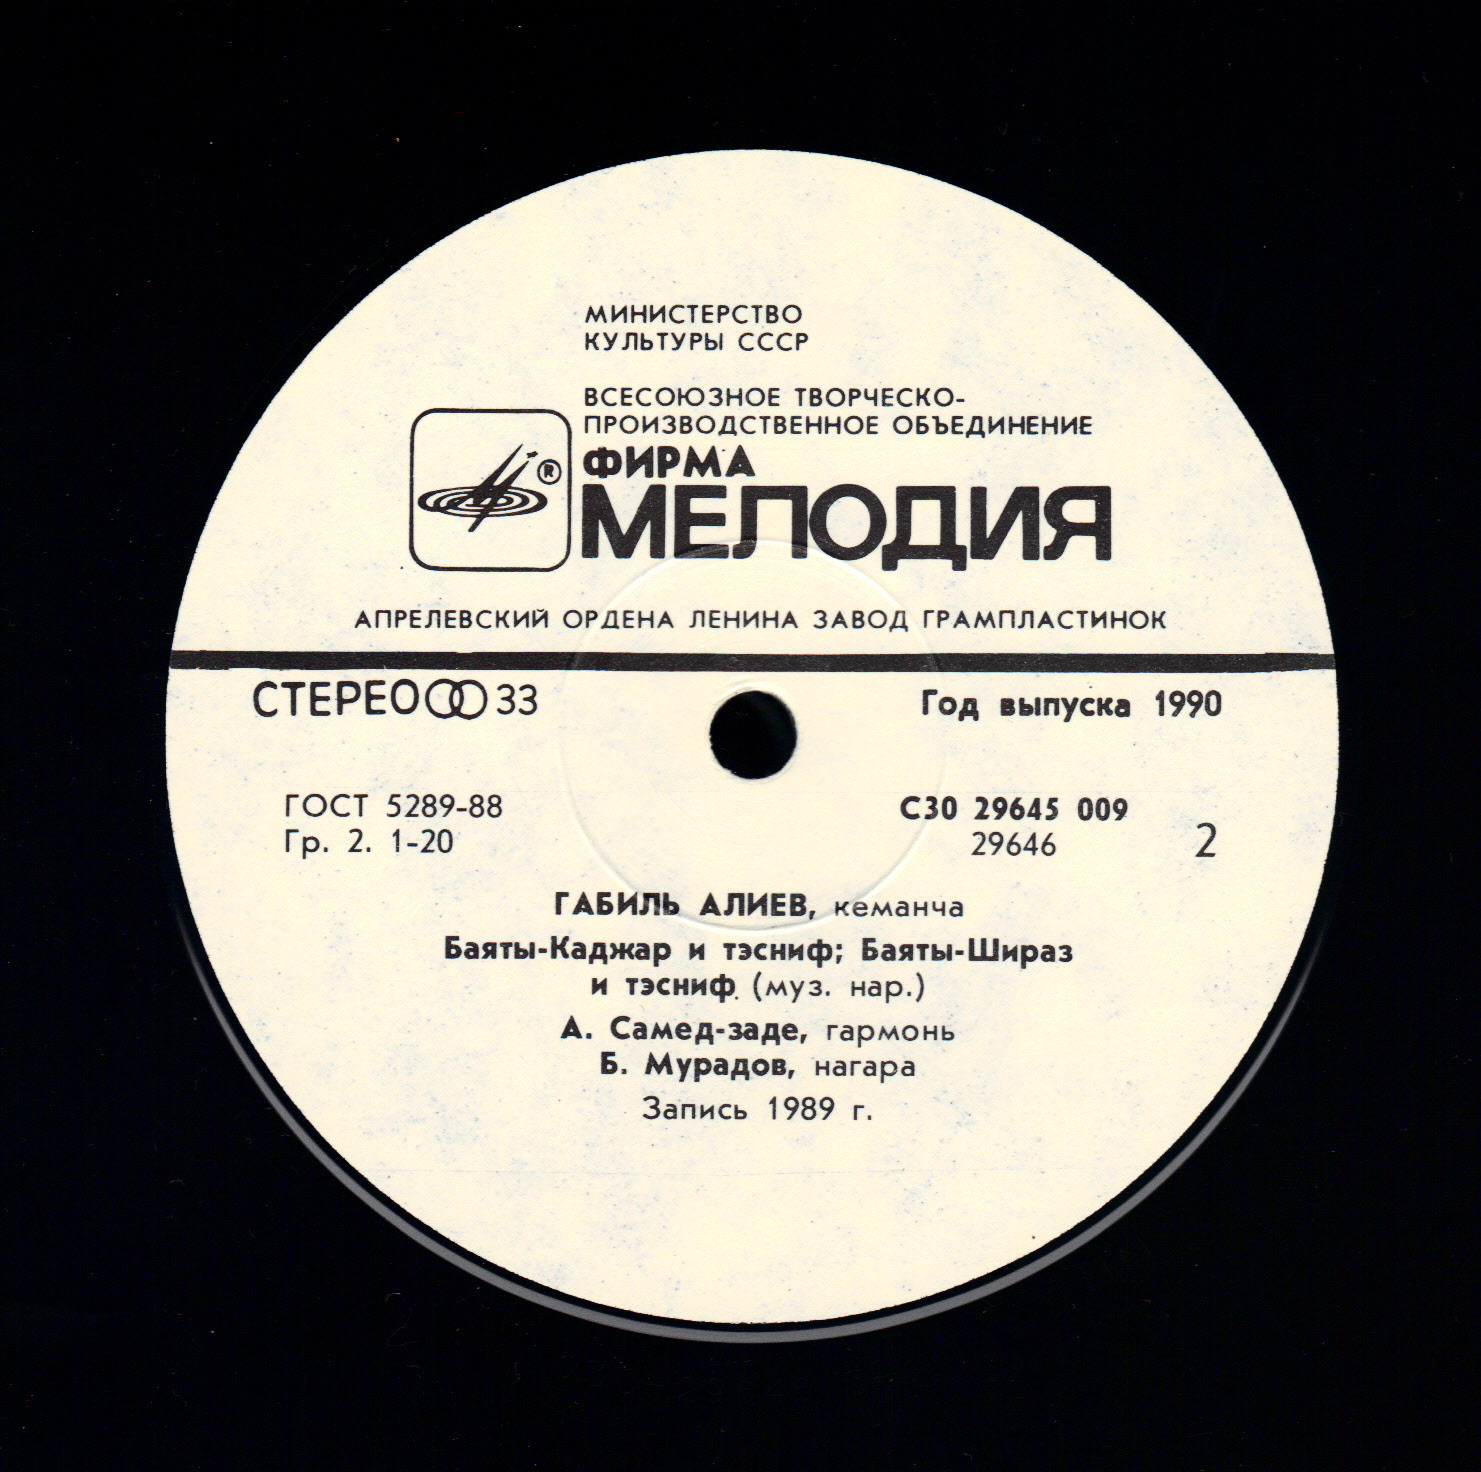 МИНИСТЕРСТВО
КУЛЬТУРЫ СССР
ВСЕСОЮЗНОЕ ТВОРЧЕСКО-
ПРОИЗВОДСТВЕННОЕ ОБЪЕДИНЕНИЕ
ФИРМА
®
МЕЛОДИЯ
АПРЕЛЕВСКИЙ ОРДЕНА ЛЕНИНА ЗАВОД ГРАМПЛАСТИНОК
СТЕРЕО 33
Год выпуска 1990
ГОСТ 5289-88
Гр. 2. 1-20
С30 29645 009
29646
2
ГАБИЛЬ АЛИЕВ, кеманча
Баяты-Каджар и тэсниф; Баяты-Шираз
и тэсниф (муз. нар.)
А. Самед-заде, гармонь
Б. Мурадов, нагара
Запись 1989 г.